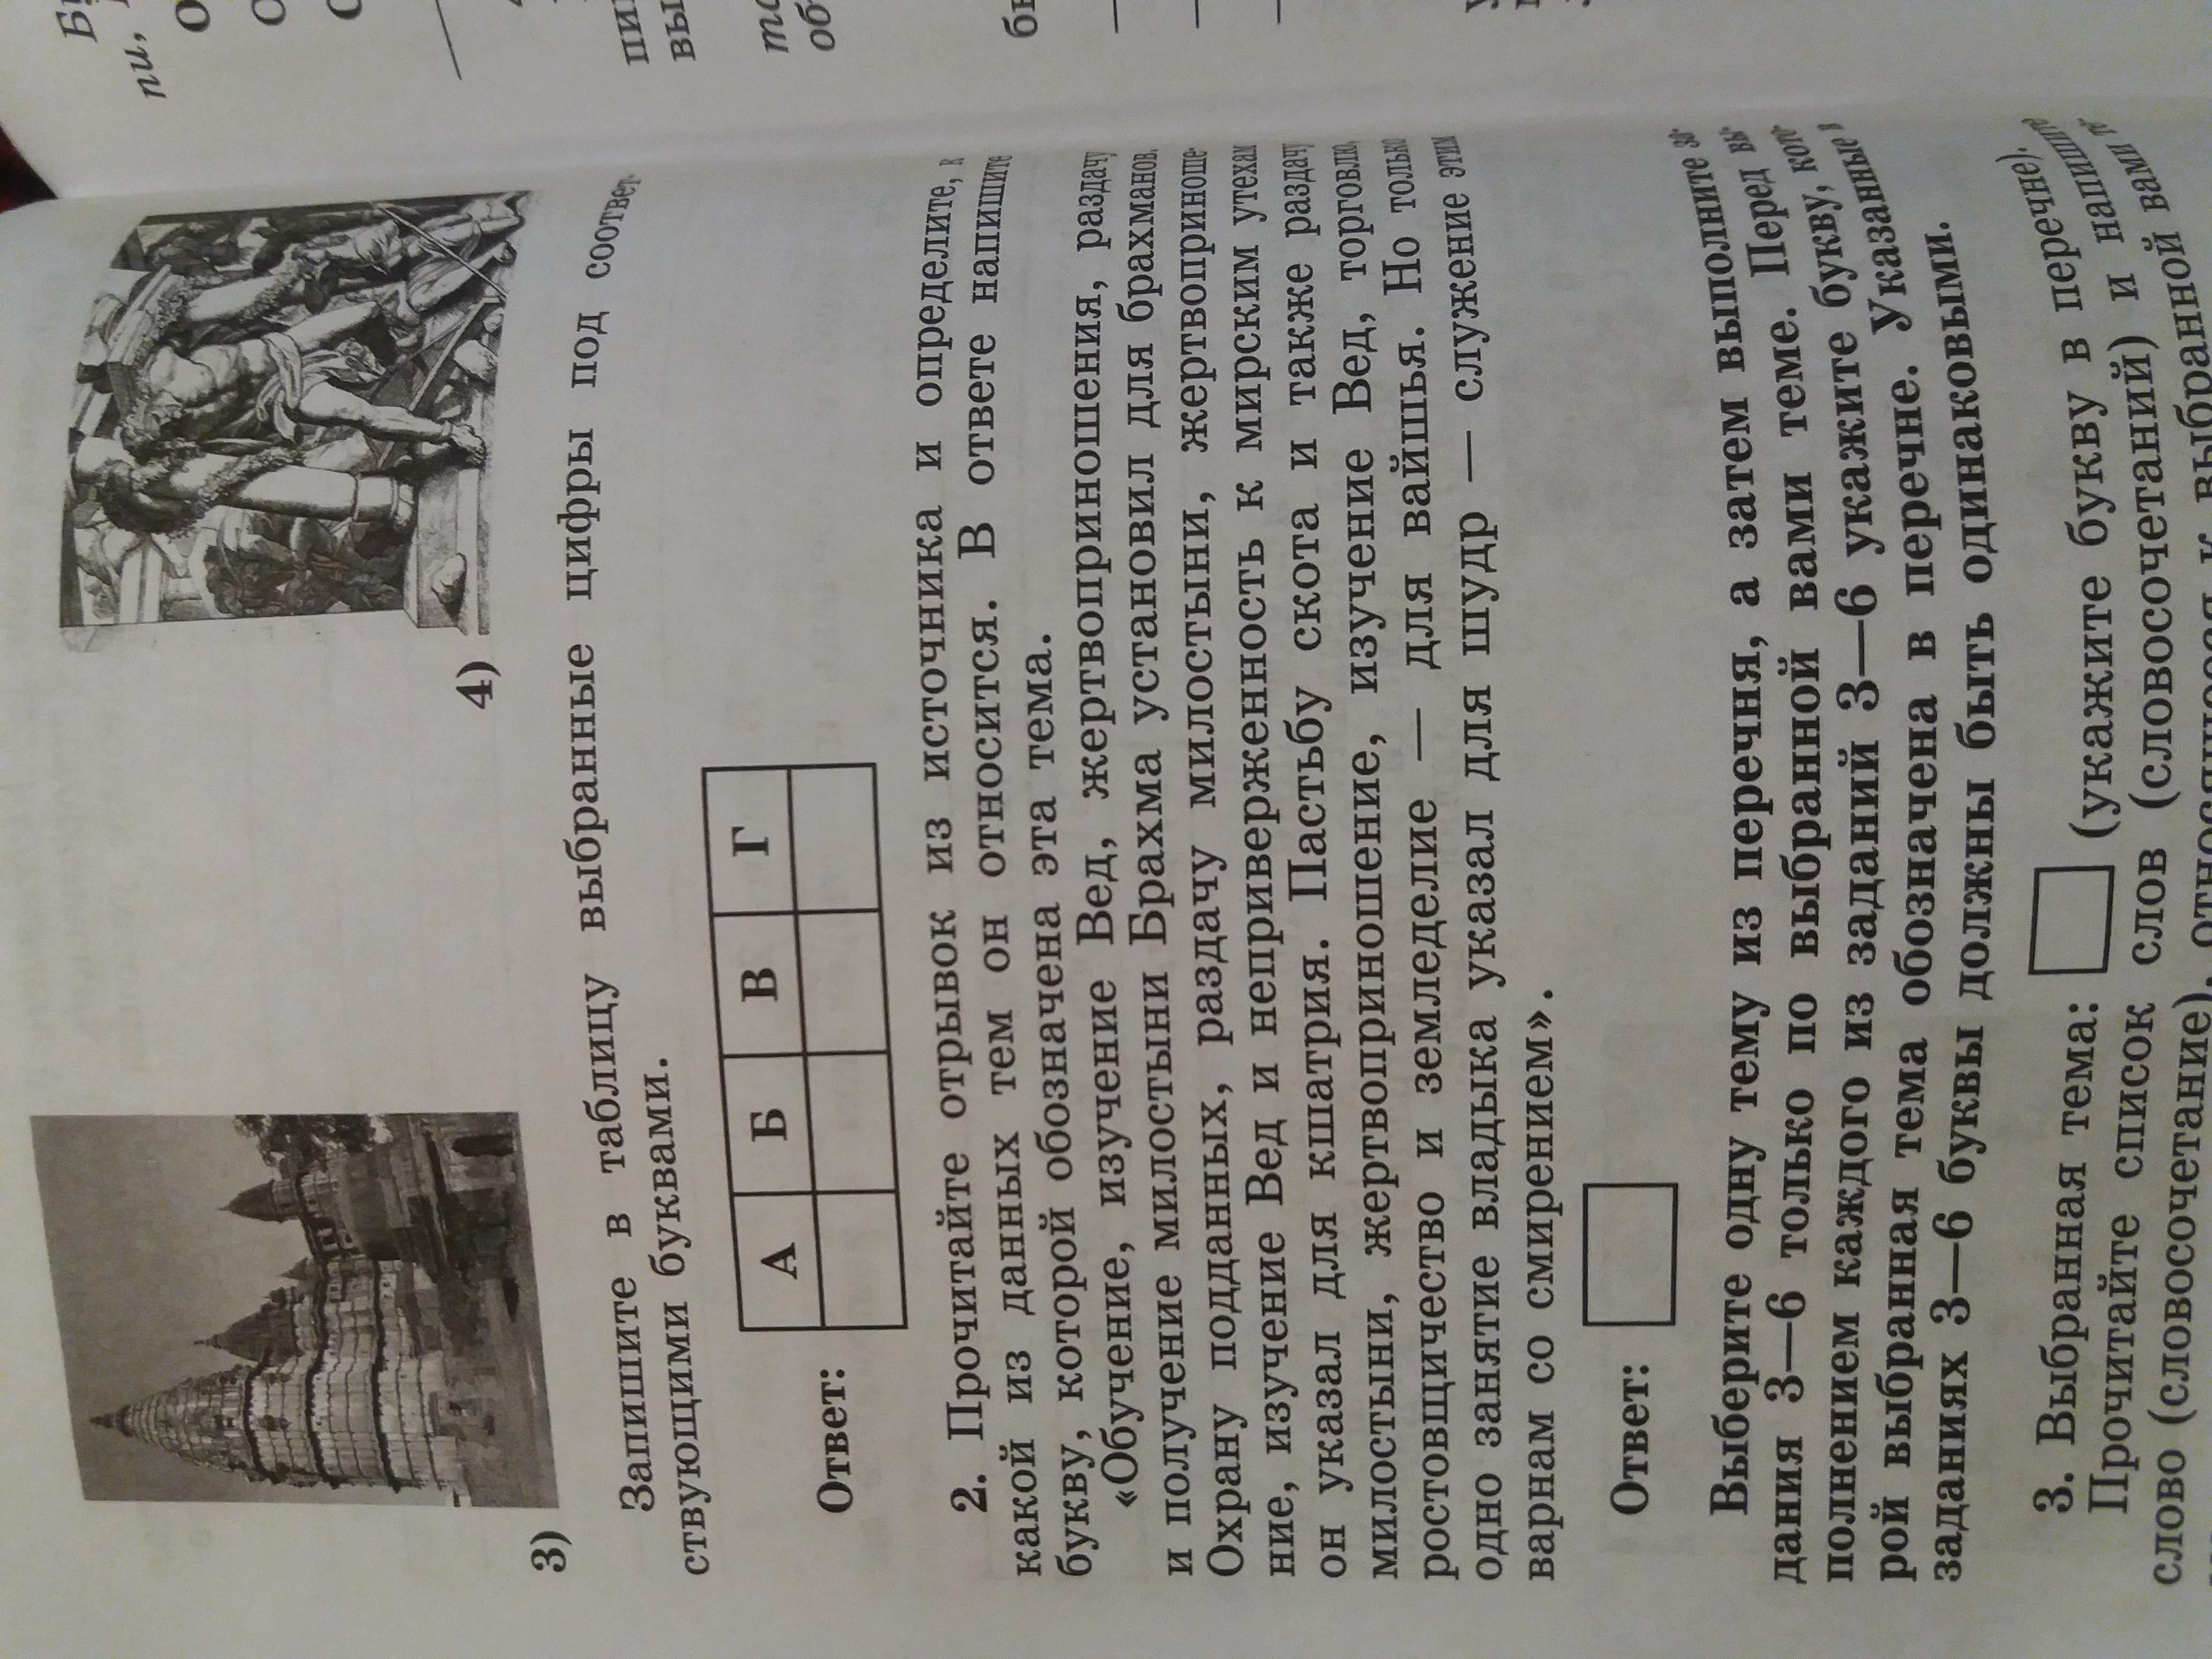 3)
4)
Запишите в таблицу выбранные цифры под соответ-
ствующими буквами.
Ответ:
А Б В Г
2. Прочитайте отрывок из источника и определите, к
какой из данных тем он относится. В ответе напишите
букву, которой обозначена эта тема.
«Обучение, изучение Вед, жертвоприношения, раздачу
и получение милостыни Брахма установил для брахманов.
Охрану подданных, раздачу милостыни, жертвоприноше-
ние, изучение Вед и неприверженность к мирским утехам
он указал для кшатрия. Пастьбу скота и также раздачу
милостыни, жертвоприношение, изучение Вед, торговлю,
ростовщичество и земледелие — для вайшья. Но только
одно занятие владыка указал для шудр — служение этим
варнам со смирением».
Ответ:
Выберите одну тему из перечня, а затем выполните за-
дания 3—6 только по выбранной вами теме. Перед вы-
полнением каждого из заданий 3—6 укажите букву, кото-
рой выбранная тема обозначена в перечне. Указанные в
заданиях 3—6 буквы должны быть одинаковыми.
3. Выбранная тема: (укажите букву в перечне).
Прочитайте список слов (словосочетаний) и напишите
слово (словосочетание), относящееся к выбранной вами